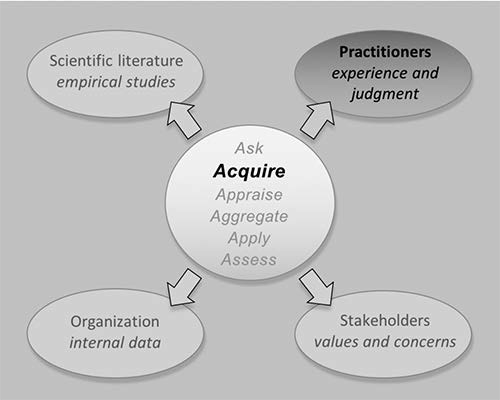 Scientific literature
empirical studies
Practitioners
experience and
judgment
Ask
Acquire
Appraise
Aggregate
Apply
Assess
Organization
internal data
Stakeholders
values and concerns